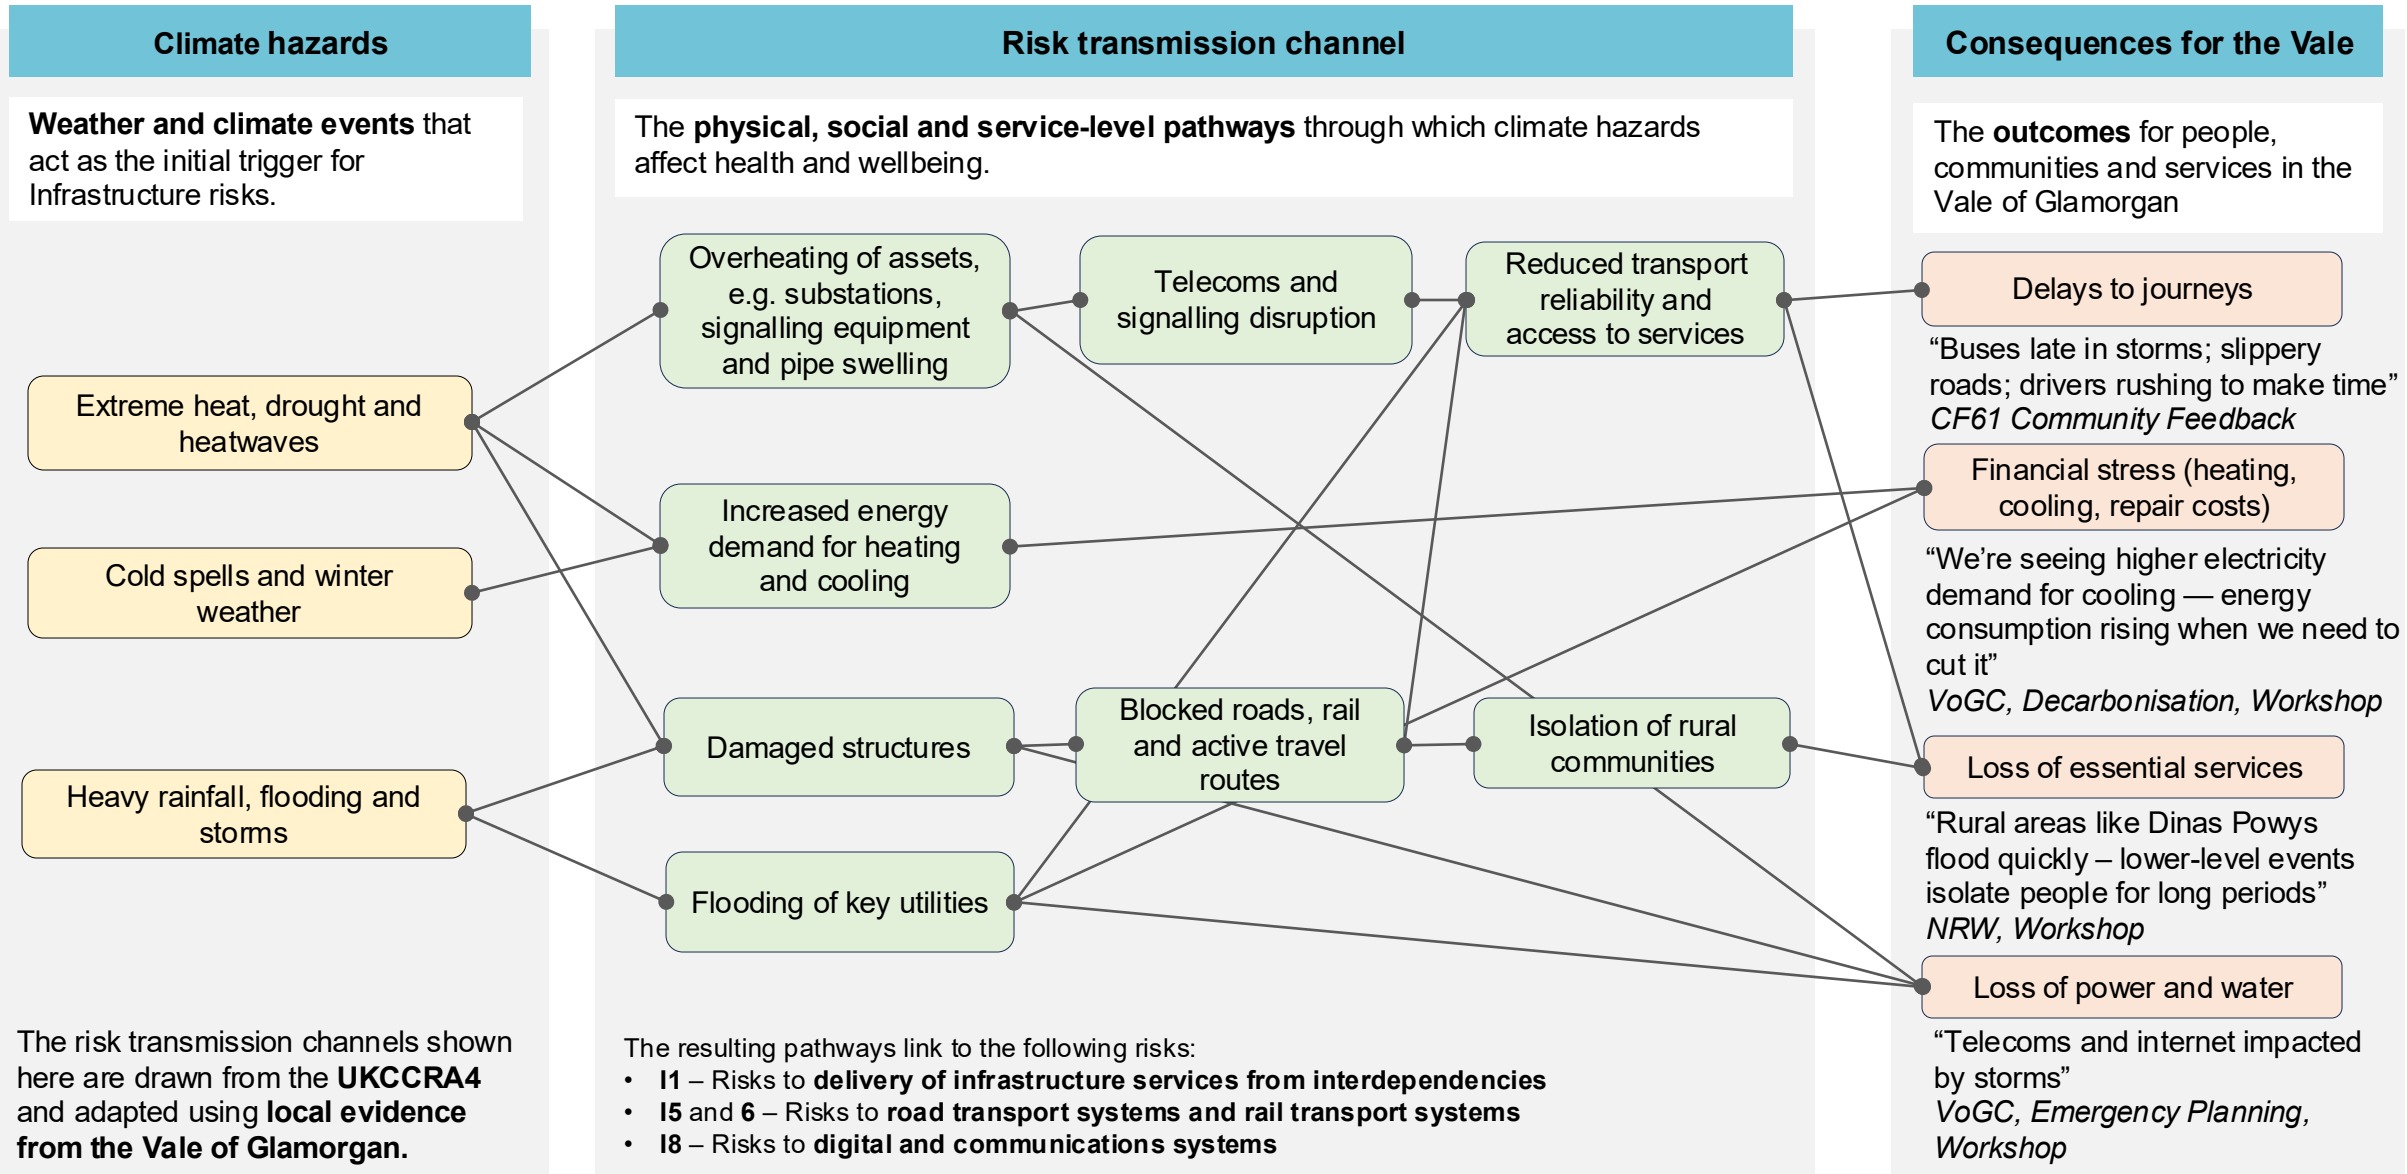 Climate hazards
Weather and climate events that
act as the initial trigger for
Infrastructure risks.
Extreme heat, drought and
heatwaves
Cold spells and winter
weather
Heavy rainfall, flooding and
storms
The risk transmission channels shown
here are drawn from the UKCCRA4
and adapted using local evidence
from the Vale of Glamorgan.
Risk transmission channel
The physical, social and service-level pathways through which climate hazards
affect health and wellbeing.
Overheating of assets,
e.g. substations,
signalling equipment
and pipe swelling
Telecoms and
signalling disruption
Reduced transport
reliability and
access to services
Increased energy
demand for heating
and cooling
Damaged structures
Blocked roads, rail
and active travel
routes
Isolation of rural
communities
Flooding of key utilities
The resulting pathways link to the following risks:
• I1 – Risks to delivery of infrastructure services from interdependencies
• I5 and 6 – Risks to road transport systems and rail transport systems
• I8 – Risks to digital and communications systems
Consequences for the Vale
The outcomes for people,
communities and services in the
Vale of Glamorgan
Delays to journeys
“Buses late in storms; slippery
roads; drivers rushing to make time”
CF61 Community Feedback
Financial stress (heating,
cooling, repair costs)
“We’re seeing higher electricity
demand for cooling — energy
consumption rising when we need to
cut it”
VoGC, Decarbonisation, Workshop
Loss of essential services
“Rural areas like Dinas Powys
flood quickly – lower-level events
isolate people for long periods”
NRW, Workshop
Loss of power and water
“Telecoms and internet impacted
by storms”
VoGC, Emergency Planning,
Workshop